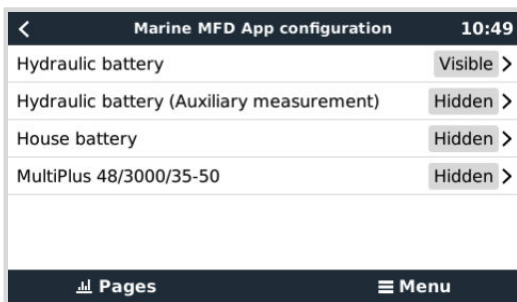 Marine MFD App configuration 10:49
Hydraulic battery Visible
Hydraulic battery (Auxiliary measurement) Hidden
House battery Hidden
MultiPlus 48/3000/35-50 Hidden
Pages Menu